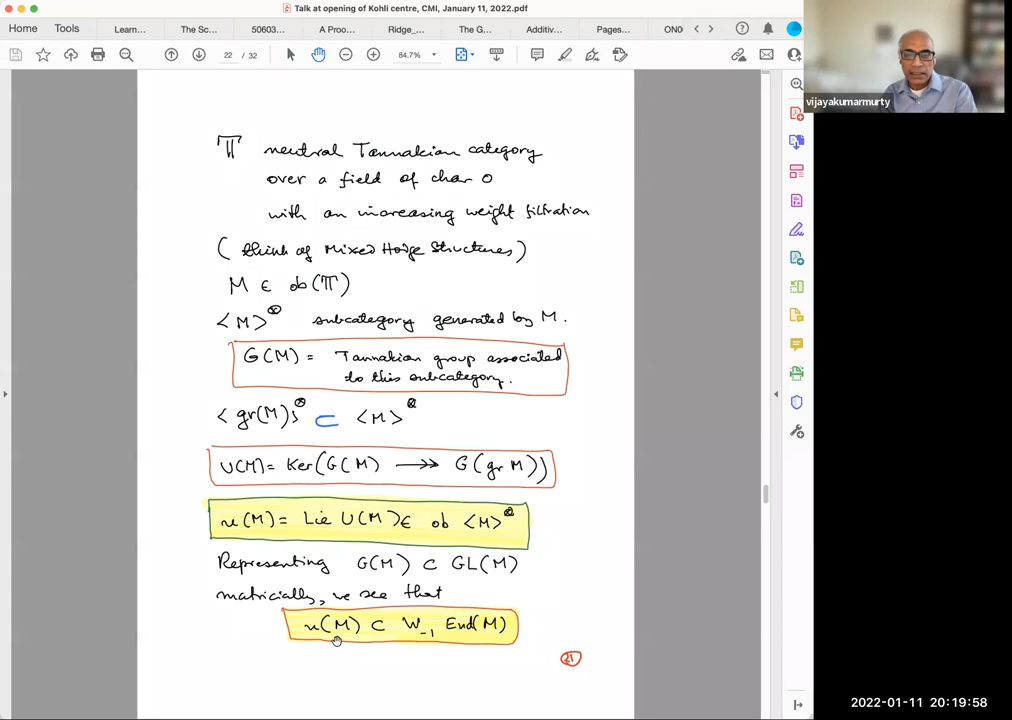 Talk at opening of Kohli centre, CMI, January 11, 2022.pdf
Home Tools Learn... The Sc... 50603... A Proo... Ridge_... The G... Additiv... Pages... ON0
22 / 32 84.7%
vijayakumarmurty
𝕋 neutral Tannakian category
over a field of char 0
with an increasing weight filtration
(think of Mixed Hodge Structures)
M ∈ ob(𝕋)
<M>^⊗ subcategory generated by M.
G(M) = Tannakian group associated
to this subcategory.
<gr(M)>^⊗ ⊂ <M>^⊗
U(M) = Ker(G(M) ↠ G(gr M))
u(M) = Lie U(M) ∈ ob <M>^⊗
Representing G(M) ⊂ GL(M)
matricially, we see that
u(M) ⊂ W_{-1} End(M)
21
2022-01-11 20:19:58